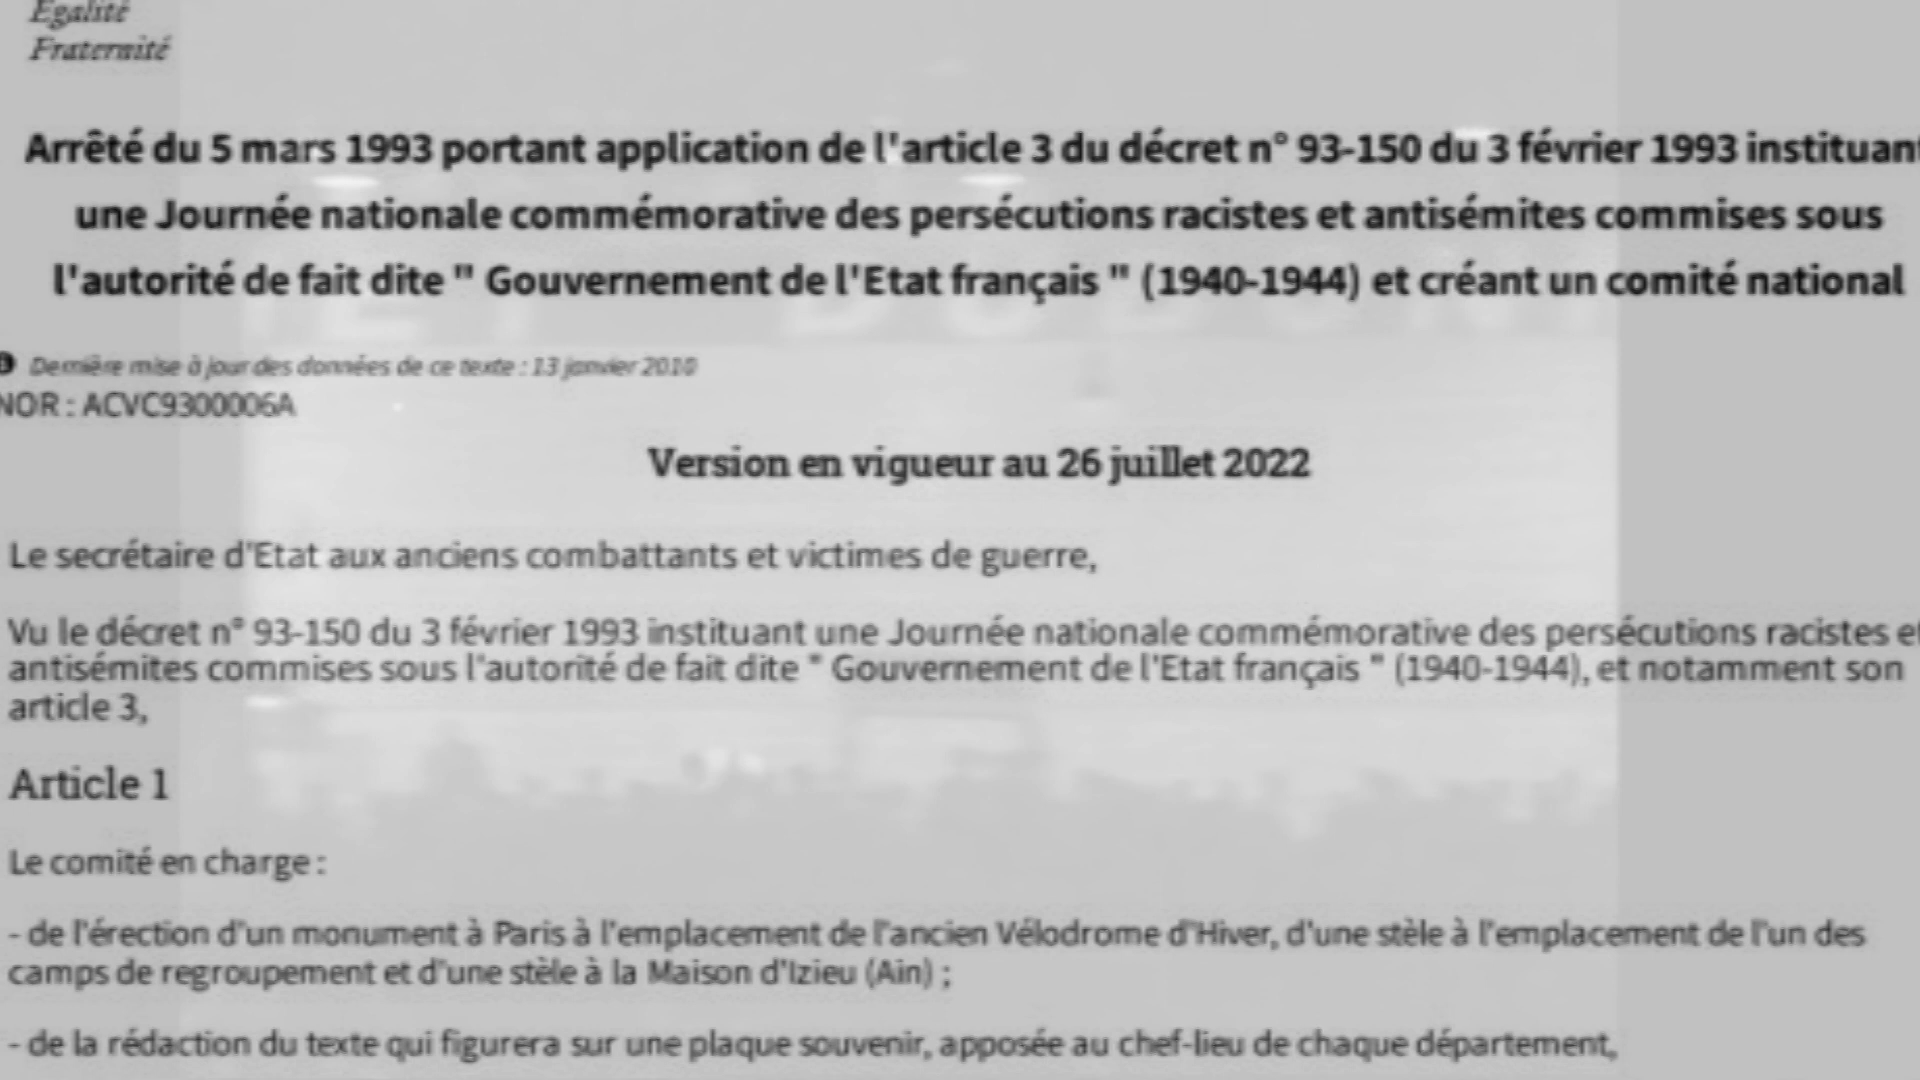 Egalité
Fraternité
Arrêté du 5 mars 1993 portant application de l'article 3 du décret n° 93-150 du 3 février 1993 instituant
une Journée nationale commémorative des persécutions racistes et antisémites commises sous
l'autorité de fait dite " Gouvernement de l'Etat français " (1940-1944) et créant un comité national
Dernière mise à jour des données de ce texte : 13 janvier 2010
NOR : ACVC9300006A
Version en vigueur au 26 juillet 2022
Le secrétaire d'Etat aux anciens combattants et victimes de guerre,
Vu le décret n° 93-150 du 3 février 1993 instituant une Journée nationale commémorative des persécutions racistes et
antisémites commises sous l'autorité de fait dite " Gouvernement de l'Etat français " (1940-1944), et notamment son
article 3,
Article 1
Le comité en charge :
- de l'érection d'un monument à Paris à l'emplacement de l'ancien Vélodrome d'Hiver, d'une stèle à l'emplacement de l'un des
camps de regroupement et d'une stèle à la Maison d'Izieu (Ain) ;
- de la rédaction du texte qui figurera sur une plaque souvenir, apposée au chef-lieu de chaque département,